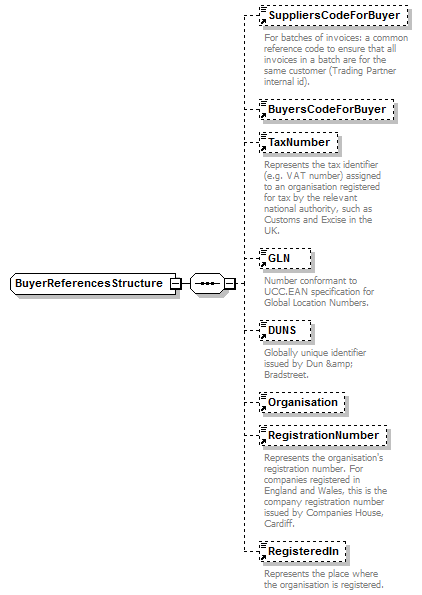 SuppliersCodeForBuyer
For batches of invoices: a common
reference code to ensure that all
invoices in a batch are for the
same customer (Trading Partner
internal id).
BuyersCodeForBuyer
TaxNumber
Represents the tax identifier
(e.g. VAT number) assigned
to an organisation registered
for tax by the relevant
national authority, such as
Customs and Excise in the
UK.
BuyerReferencesStructure
GLN
Number conformant to
UCC.EAN specification for
Global Location Numbers.
DUNS
Globally unique identifier
issued by Dun &amp;
Bradstreet.
Organisation
RegistrationNumber
Represents the organisation's
registration number. For
companies registered in
England and Wales, this is the
company registration number
issued by Companies House,
Cardiff.
RegisteredIn
Represents the place where
the organisation is registered.